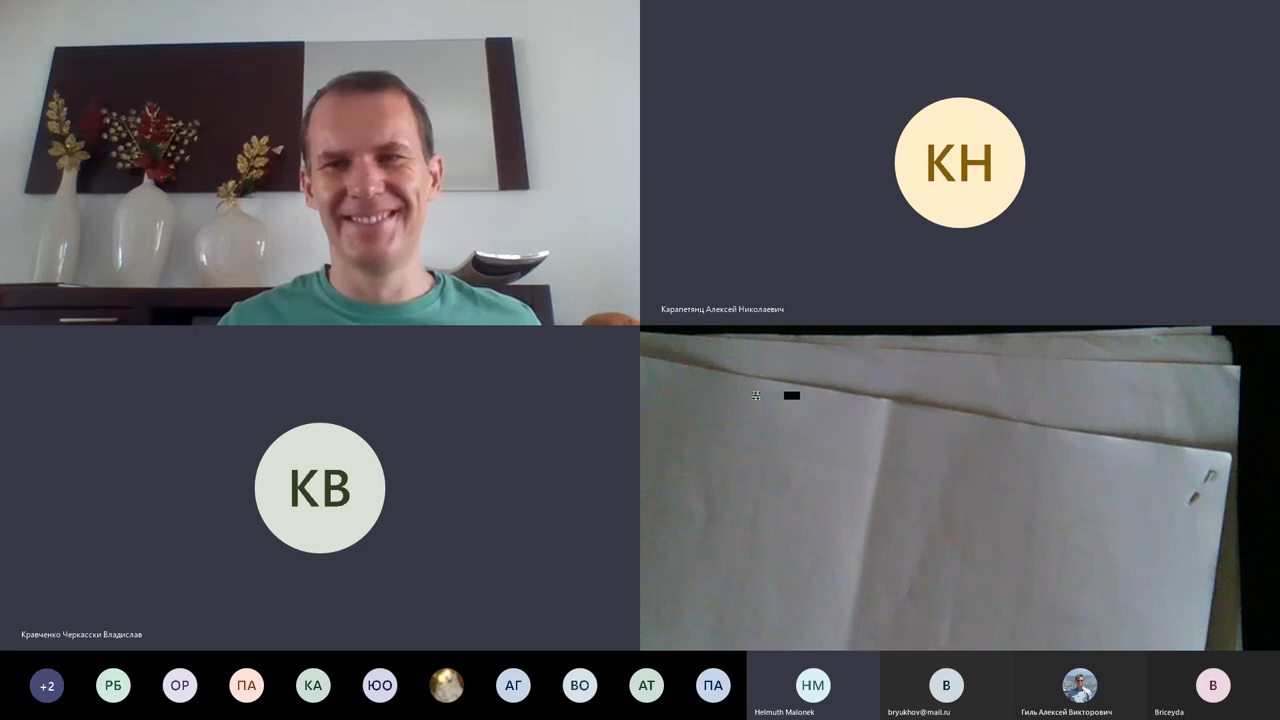 КН
Карапетянц Алексей Николаевич
КВ
Кравченко Черкасски Владислав
+2
РБ
ОР
ПА
КА
ЮО
АГ
ВО
АТ
ПА
HM
Helmuth Malonek
B
bryukhov@mail.ru
Гиль Алексей Викторович
B
Briceyda